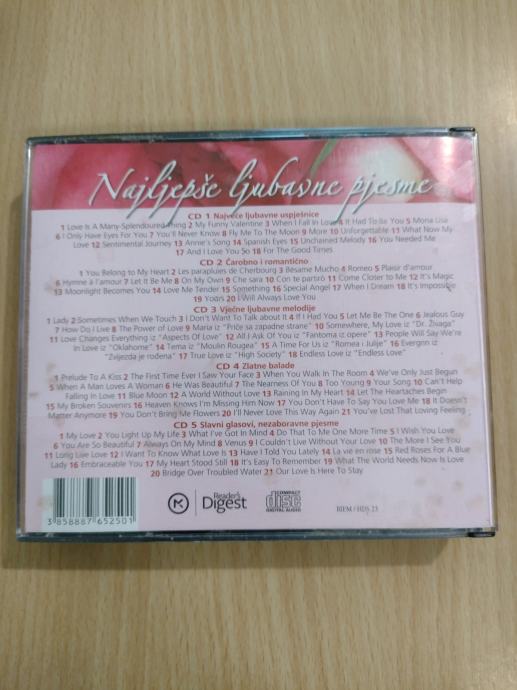 Najljepše ljubavne pjesme
CD 1 Najveće ljubavne uspješnice
1 Love Is A Many-Splendoured Thing 2 My Funny Valentine 3 When I Fall In Love 4 It Had To Be You 5 Mona Lisa
6 I Only Have Eyes For You 7 You'll Never Know 8 Fly Me To The Moon 9 More 10 Unforgettable 11 What Now My
Love 12 Sentimental Journey 13 Annie's Song 14 Spanish Eyes 15 Unchained Melody 16 You Needed Me
17 And I Love You So 18 For The Good Times
CD 2 Čarobno i romantično
1 You Belong to My Heart 2 Les parapluies de Cherbourg 3 Bésame Mucho 4 Romeo 5 Plaisir d'amour
6 Hymne à l'amour 7 Let It Be Me 8 On My Own 9 Che sara 10 Con te partirò 11 Come Closer to Me 12 It's Magic
13 Moonlight Becomes You 14 Love Me Tender 15 Something 16 Special Angel 17 When I Dream 18 It's Impossible
19 Years 20 I Will Always Love You
CD 3 Vječne ljubavne melodije
1 Lady 2 Sometimes When We Touch 3 I Don't Want To Talk about It 4 If I Had You 5 Let Me Be The One 6 Jealous Guy
7 How Do I Live 8 The Power of Love 9 Maria iz "Priče sa zapadne strane" 10 Somewhere, My Love iz "Dr. Živaga"
11 Love Changes Everything iz "Aspects Of Love" 12 All I Ask Of You iz "Fantoma iz opere" 13 People Will Say We're
In Love iz "Oklahome" 14 Tema iz "Moulin Rougea" 15 A Time For Us iz "Romea i Julije" 16 Evergrin iz
"Zvijezda je rođena" 17 True Love iz "High Society" 18 Endless Love iz "Endless Love"
CD 4 Zlatne balade
1 Prelude To A Kiss 2 The First Time Ever I Saw Your Face 3 When You Walk In The Room 4 We've Only Just Begun
5 When A Man Loves A Woman 6 He Was Beautiful 7 The Nearness Of You 8 Too Young 9 Your Song 10 Can't Help
Falling In Love 11 Blue Moon 12 A World Without Love 13 Raining In My Heart 14 Let The Heartaches Begin
15 My Broken Souvenirs 16 Heaven Knows I'm Missing Him Now 17 You Don't Have To Say You Love Me 18 It Doesn't
Matter Anymore 19 You Don't Bring Me Flowers 20 I'll Never Love This Way Again 21 You've Lost That Loving Feeling
CD 5 Slavni glasovi, nezaboravne pjesme
1 My Love 2 You Light Up My Life 3 What I've Got In Mind 4 Do That To Me One More Time 5 I Wish You Love
6 You Are So Beautiful 7 Always On My Mind 8 Venus 9 I Couldn't Live Without Your Love 10 The More I See You
11 Long Live Love 12 I Want To Know What Love Is 13 Have I Told You Lately 14 La vie en rose 15 Red Roses For A Blue
Lady 16 Embraceable You 17 My Heart Stood Still 18 It's Easy To Remember 19 What The World Needs Now Is Love
20 Bridge Over Troubled Water 21 Our Love Is Here To Stay
3 858887 652501
Reader's Digest
COMPACT disc DIGITAL AUDIO
BIEM / HDS 23